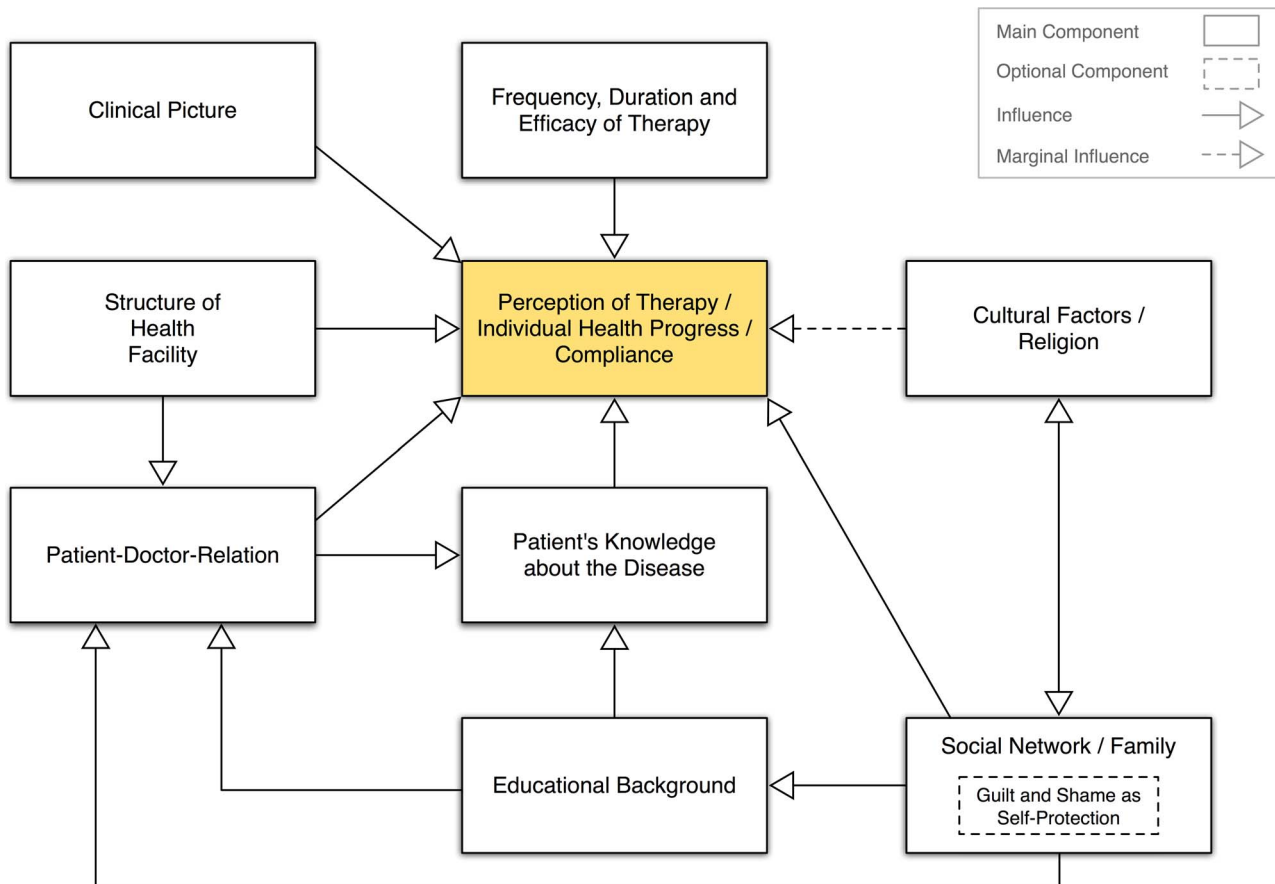 Main Component
Optional Component
Influence
Marginal Influence
Clinical Picture
Frequency, Duration and
Efficacy of Therapy
Structure of
Health
Facility
Perception of Therapy /
Individual Health Progress /
Compliance
Cultural Factors /
Religion
Patient-Doctor-Relation
Patient's Knowledge
about the Disease
Educational Background
Social Network / Family
Guilt and Shame as
Self-Protection